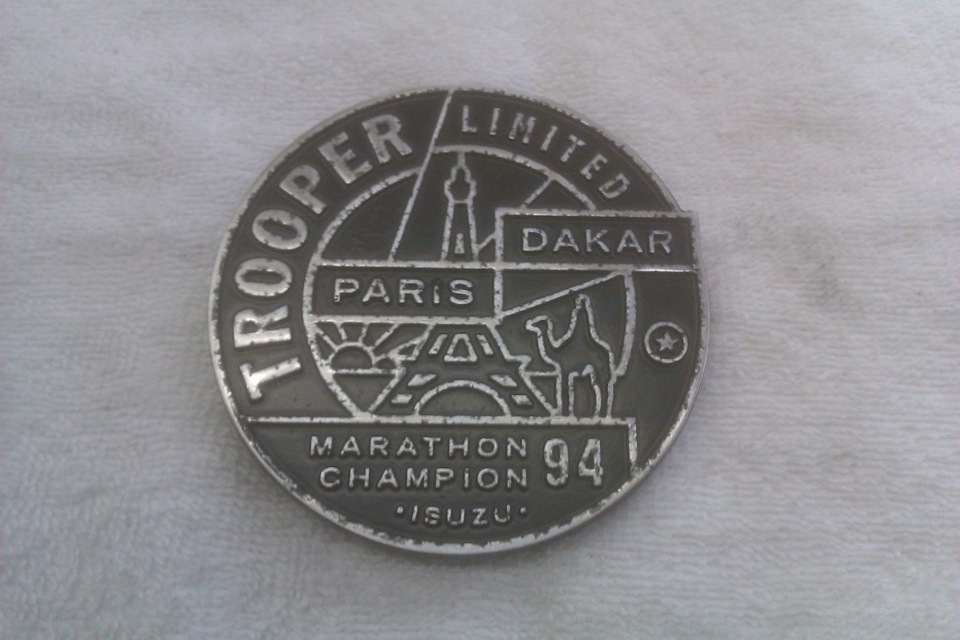 TROOPER
LIMITED
DAKAR
PARIS
MARATHON
CHAMPION 94
•ISUZU•